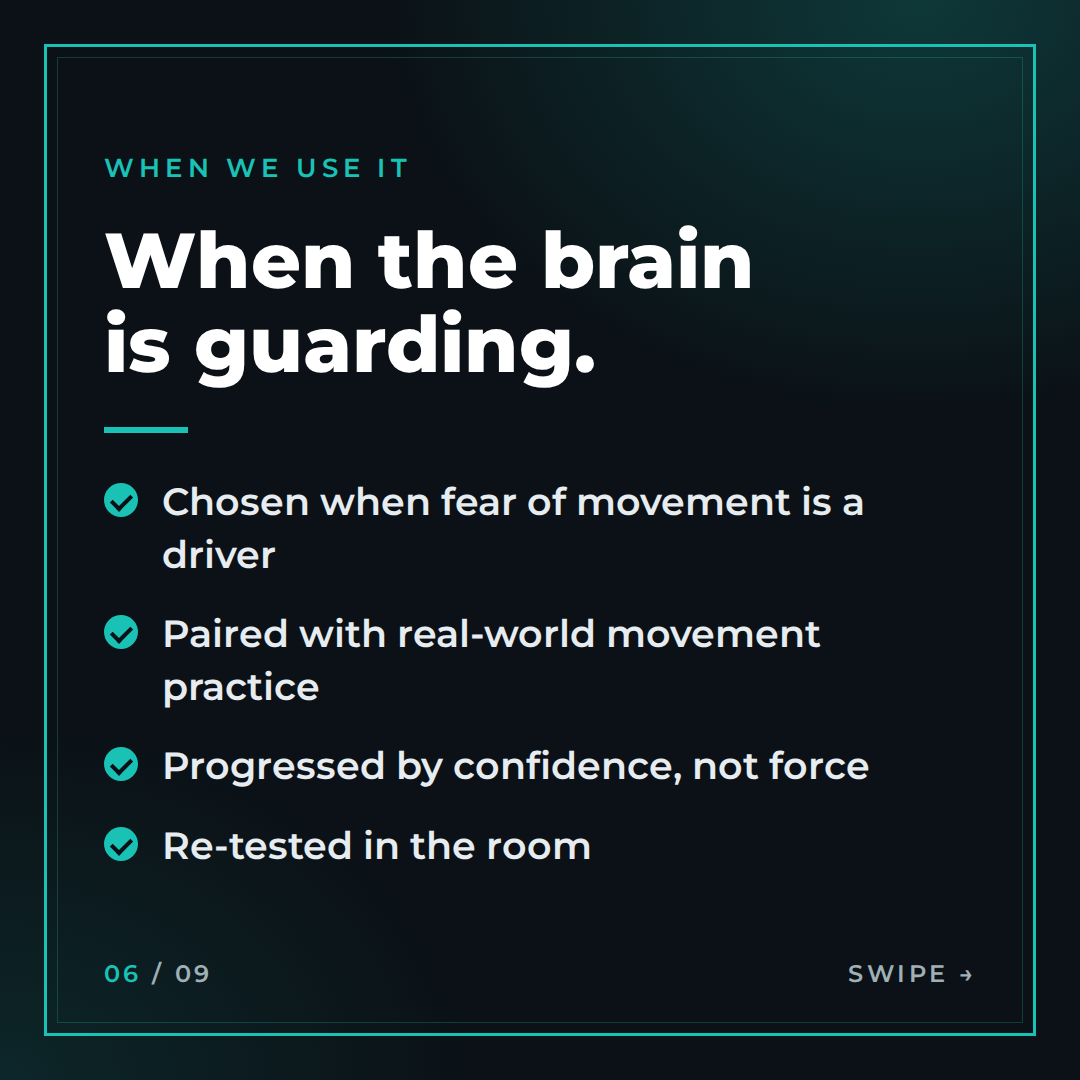 WHEN WE USE IT
When the brain
is guarding.
Chosen when fear of movement is a
driver
Paired with real-world movement
practice
Progressed by confidence, not force
Re-tested in the room
06 / 09
SWIPE →